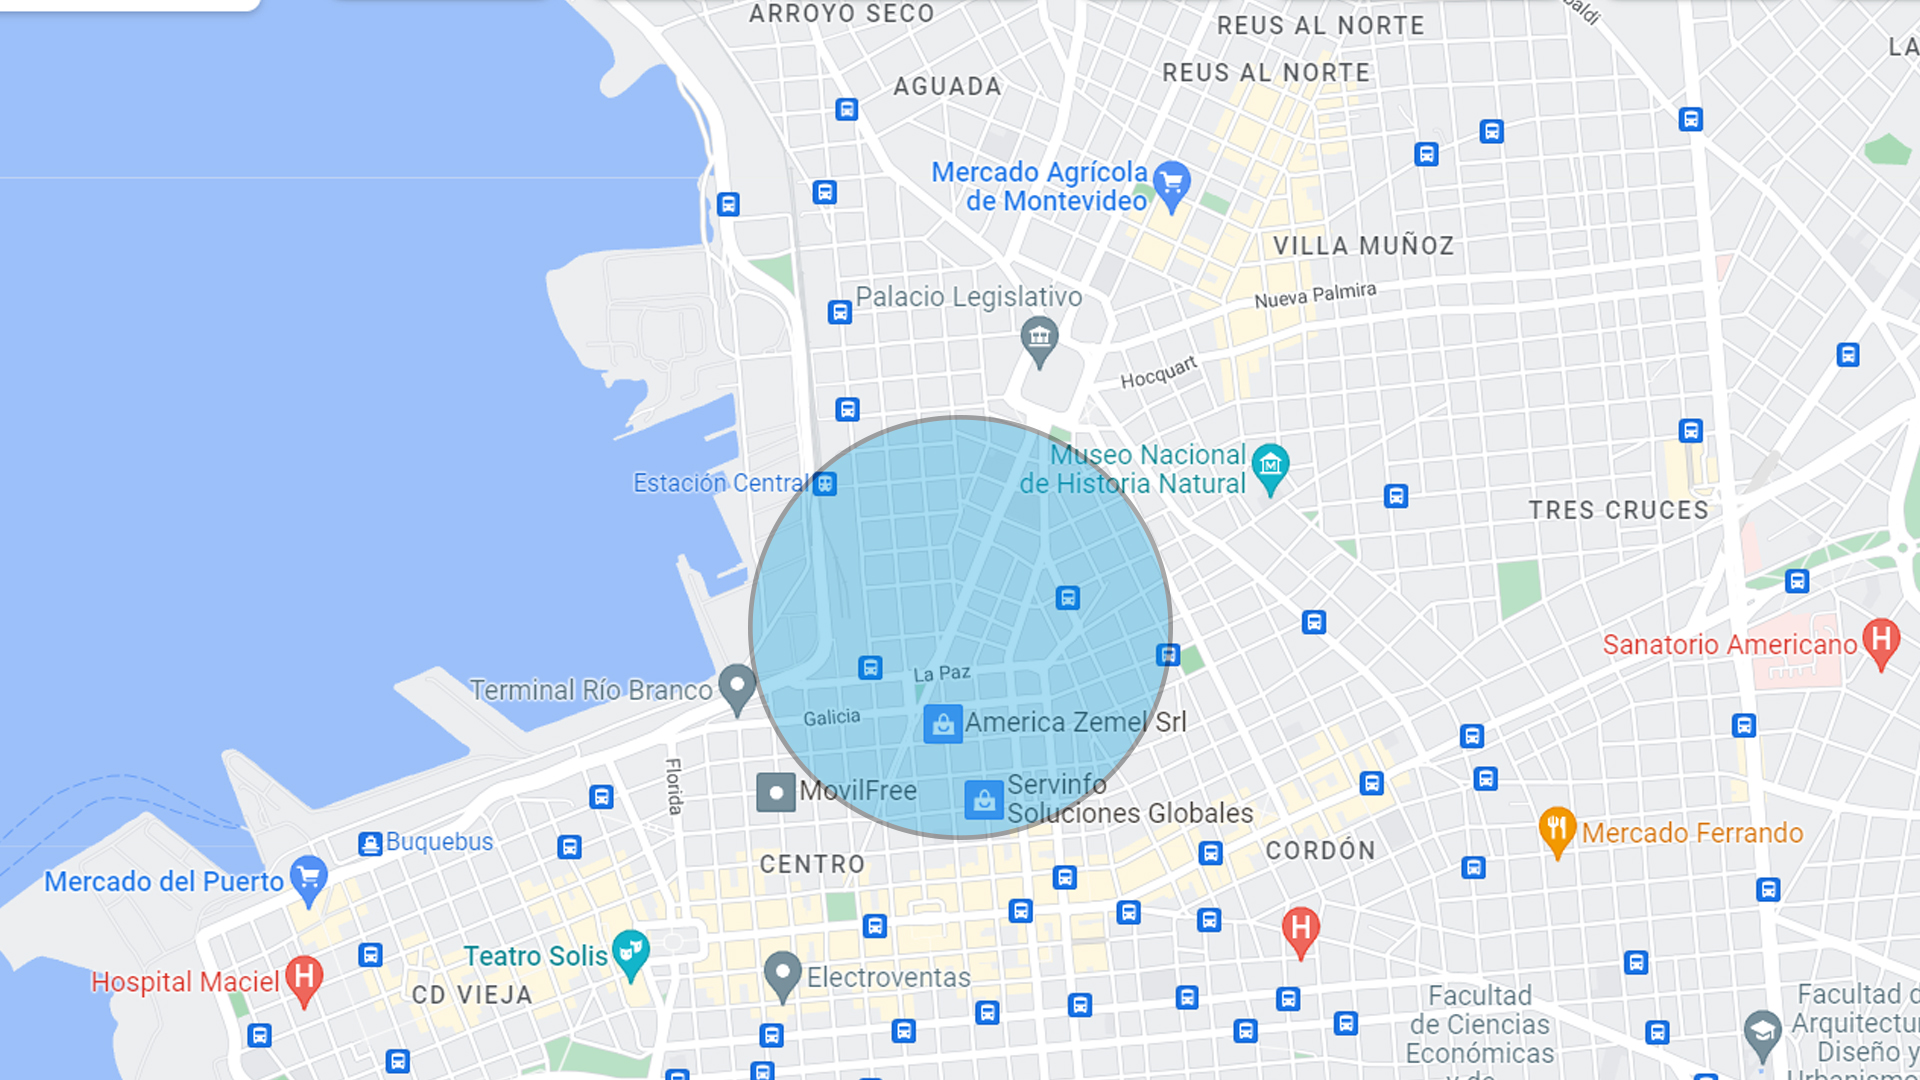 ARROYO SECO
REUS AL NORTE
LA
AGUADA
REUS AL NORTE
Mercado Agrícola
de Montevideo
VILLA MUÑOZ
Palacio Legislativo
Nueva Palmira
Hocquart
Museo Nacional
de Historia Natural
Estación Central
TRES CRUCES
Sanatorio Americano
H
La Paz
Terminal Río Branco
Galicia
America Zemel Srl
Florida
MovilFree
Servinfo
Soluciones Globales
Mercado Ferrando
Buquebus
CENTRO
CORDÓN
Mercado del Puerto
H
Teatro Solis
Hospital Maciel
H
Electroventas
CD VIEJA
Facultad
de Ciencias
Económicas
y de
Facultad d
Arquitectu
Diseño y
Urbanismo